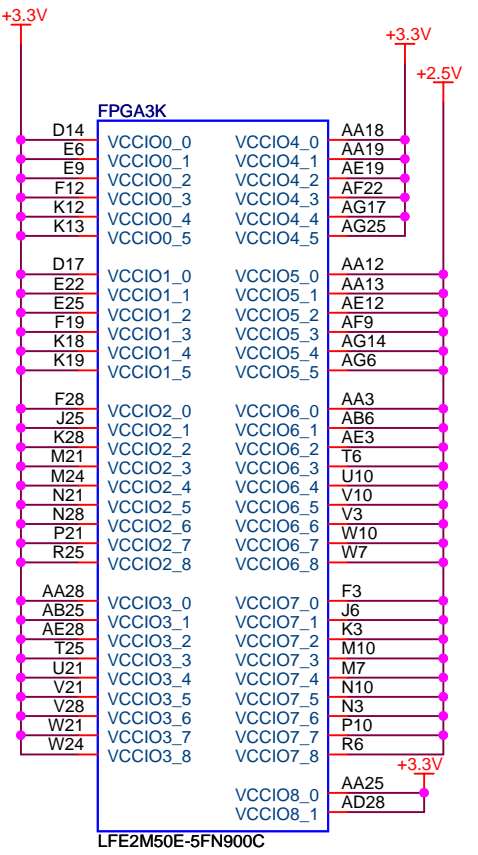 +3.3V
+3.3V
+2.5V
FPGA3K
D14 VCCIO0_0 VCCIO4_0 AA18
E6 VCCIO0_1 VCCIO4_1 AA19
E9 VCCIO0_2 VCCIO4_2 AE19
F12 VCCIO0_3 VCCIO4_3 AF22
K12 VCCIO0_4 VCCIO4_4 AG17
K13 VCCIO0_5 VCCIO4_5 AG25
D17 VCCIO1_0 VCCIO5_0 AA12
E22 VCCIO1_1 VCCIO5_1 AA13
E25 VCCIO1_2 VCCIO5_2 AE12
F19 VCCIO1_3 VCCIO5_3 AF9
K18 VCCIO1_4 VCCIO5_4 AG14
K19 VCCIO1_5 VCCIO5_5 AG6
F28 VCCIO2_0 VCCIO6_0 AA3
J25 VCCIO2_1 VCCIO6_1 AB6
K28 VCCIO2_2 VCCIO6_2 AE3
M21 VCCIO2_3 VCCIO6_3 T6
M24 VCCIO2_4 VCCIO6_4 U10
N21 VCCIO2_5 VCCIO6_5 V10
N28 VCCIO2_6 VCCIO6_6 V3
P21 VCCIO2_7 VCCIO6_7 W10
R25 VCCIO2_8 VCCIO6_8 W7
AA28 VCCIO3_0 VCCIO7_0 F3
AB25 VCCIO3_1 VCCIO7_1 J6
AE28 VCCIO3_2 VCCIO7_2 K3
T25 VCCIO3_3 VCCIO7_3 M10
U21 VCCIO3_4 VCCIO7_4 M7
V21 VCCIO3_5 VCCIO7_5 N10
V28 VCCIO3_6 VCCIO7_6 N3
W21 VCCIO3_7 VCCIO7_7 P10
W24 VCCIO3_8 VCCIO7_8 R6
+3.3V
VCCIO8_0 AA25
VCCIO8_1 AD28
LFE2M50E-5FN900C